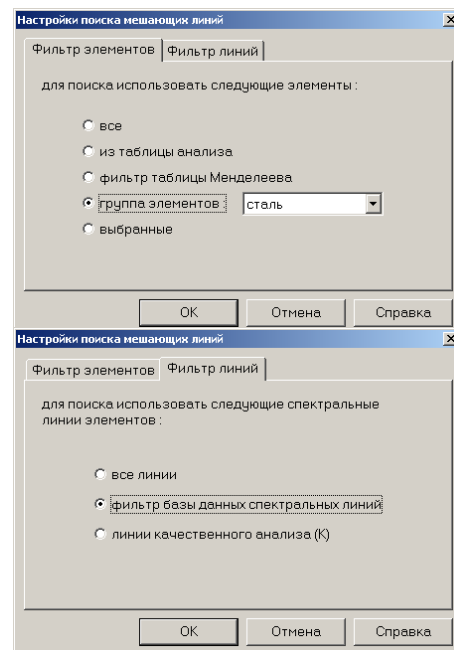 Настройки поиска мешающих линий
Фильтр элементов Фильтр линий
для поиска использовать следующие элементы :
все
из таблицы анализа
фильтр таблицы Менделеева
группа элементов : сталь
выбранные
OK Отмена Справка
Настройки поиска мешающих линий
Фильтр элементов Фильтр линий
для поиска использовать следующие спектральные
линии элементов :
все линии
фильтр базы данных спектральных линий
линии качественного анализа (K)
OK Отмена Справка